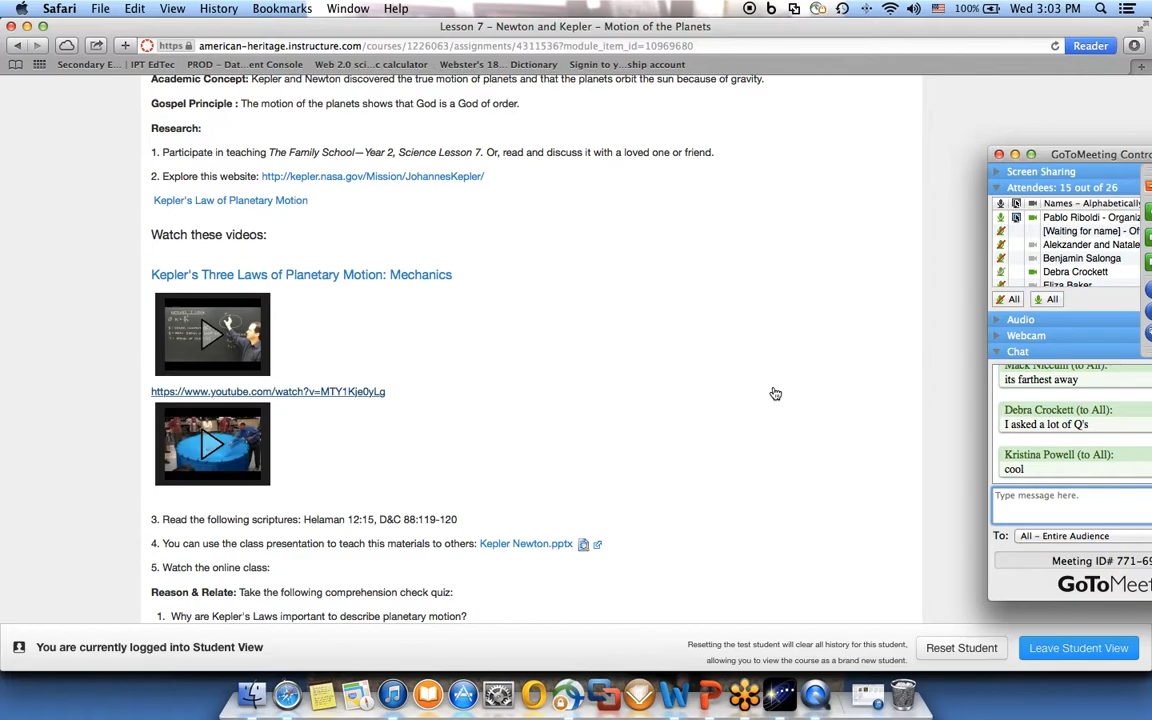 Safari File Edit View History Bookmarks Window Help 100% Wed 3:03 PM
Lesson 7 – Newton and Kepler – Motion of the Planets
https american-heritage.instructure.com/courses/1226063/assignments/4311536?module_item_id=10969680 Reader
Secondary E...| IPT EdTec PROD – Dat...ent Console Web 2.0 sci...c calculator Webster's 18... Dictionary Signin to y...ship account
Academic Concept: Kepler and Newton discovered the true motion of planets and that the planets orbit the sun because of gravity.
Gospel Principle : The motion of the planets shows that God is a God of order.
Research:
1. Participate in teaching The Family School—Year 2, Science Lesson 7. Or, read and discuss it with a loved one or friend.
2. Explore this website: http://kepler.nasa.gov/Mission/JohannesKepler/
Kepler's Law of Planetary Motion
Watch these videos:
Kepler's Three Laws of Planetary Motion: Mechanics
https://www.youtube.com/watch?v=MTY1Kje0yLg
3. Read the following scriptures: Helaman 12:15, D&C 88:119-120
4. You can use the class presentation to teach this materials to others: Kepler Newton.pptx
5. Watch the online class:
Reason & Relate: Take the following comprehension check quiz:
1. Why are Kepler's Laws important to describe planetary motion?
You are currently logged into Student View
Resetting the test student will clear all history for this student,
allowing you to view the course as a brand new student.
Reset Student
Leave Student View
GoToMeeting Contro
Screen Sharing
Attendees: 15 out of 26
Names – Alphabetically
Pablo Riboldi - Organiz
[Waiting for name] - Of
Alekzander and Natale
Benjamin Salonga
Debra Crockett
Eliza Baker
All All
Audio
Webcam
Chat
Mack Niccum (to All):
its farthest away
Debra Crockett (to All):
I asked a lot of Q's
Kristina Powell (to All):
cool
Type message here.
To: All – Entire Audience
Meeting ID# 771-69
GoToMeet